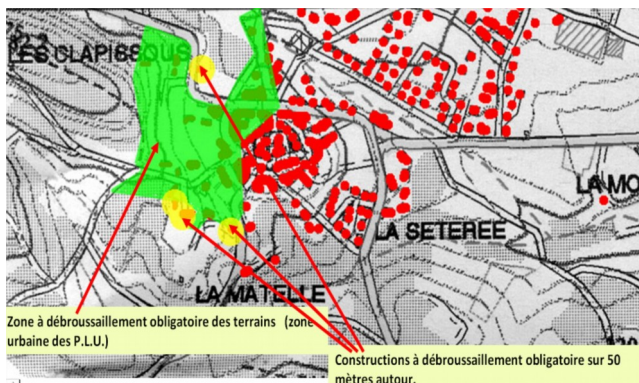 LES CLAPISSOUS
LA MO
LA SETEREE
LA MATELLE
Zone à débroussaillement obligatoire des terrains (zone
urbaine des P.L.U.)
Constructions à débroussaillement obligatoire sur 50
mètres autour.